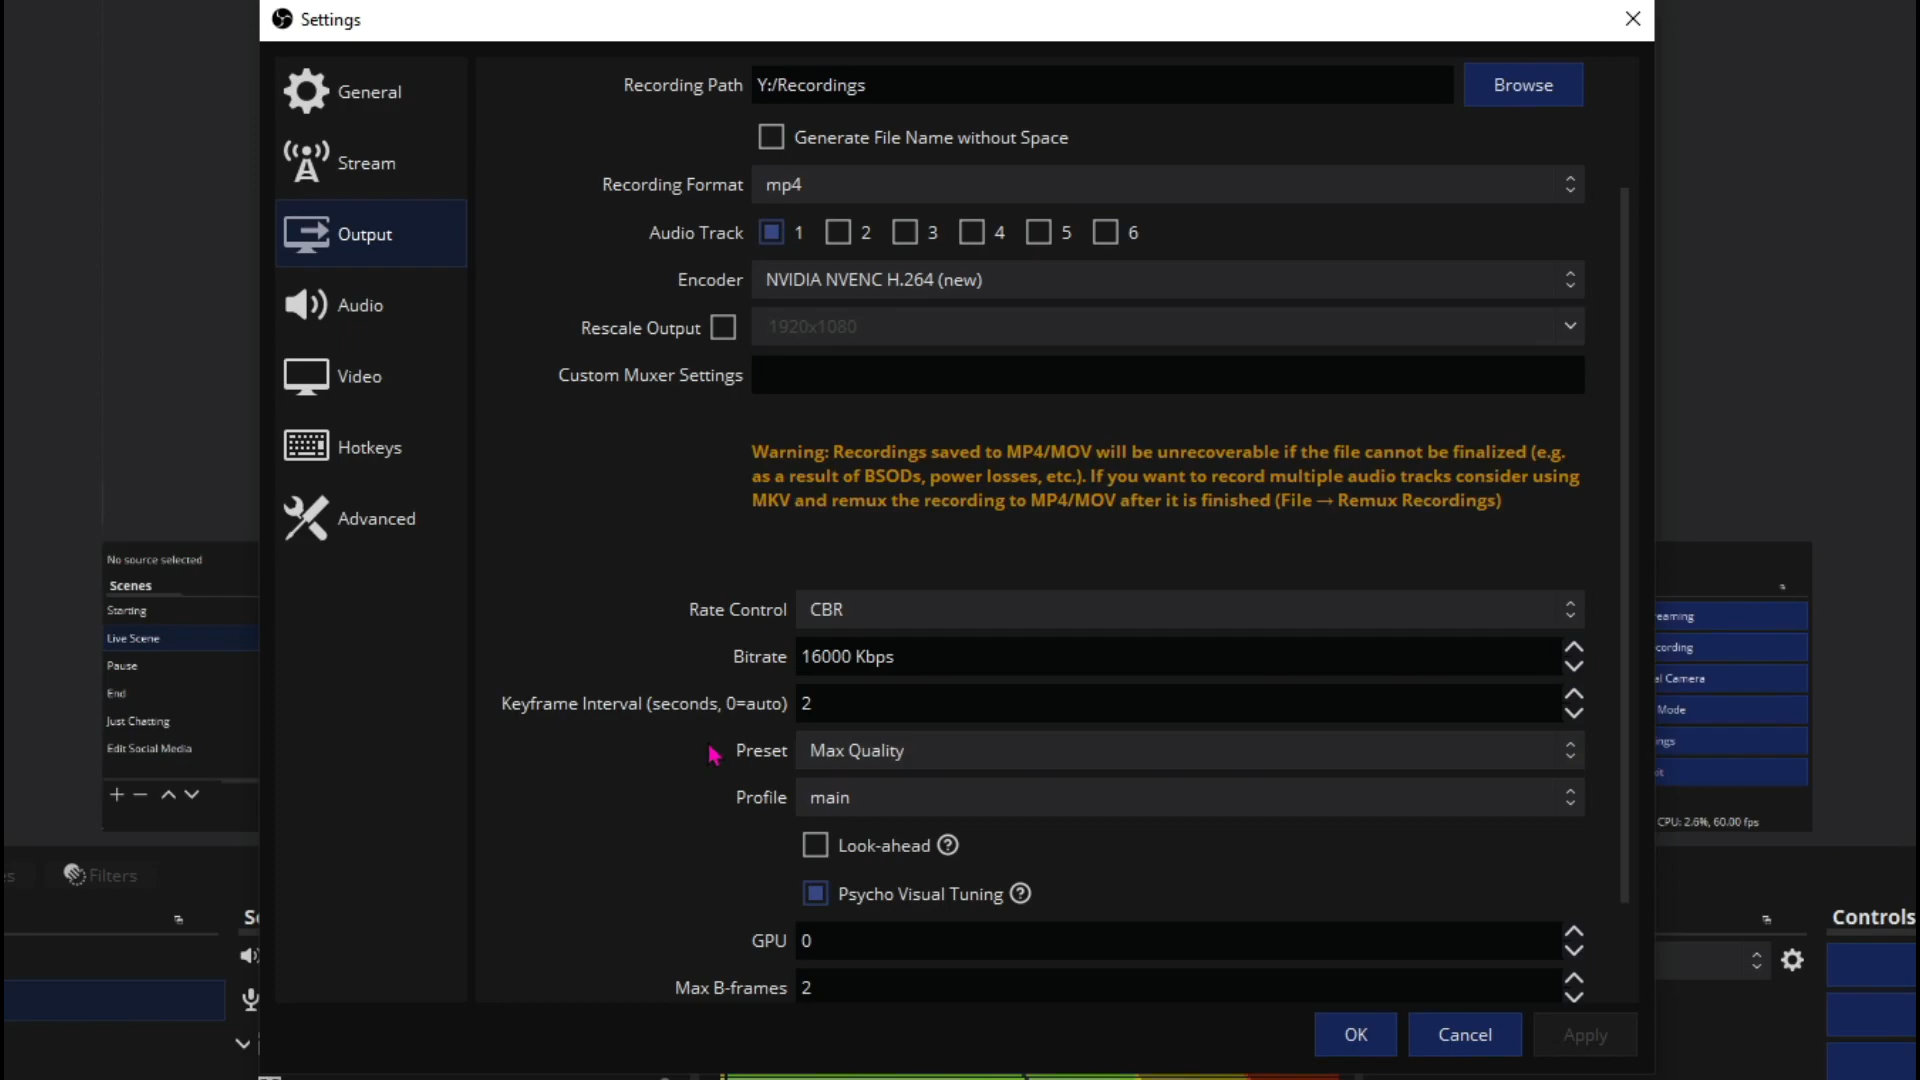 Settings
General
Stream
Output
Audio
Video
Hotkeys
Advanced
Recording Path Y:/Recordings Browse
Generate File Name without Space
Recording Format mp4
Audio Track 1 2 3 4 5 6
Encoder NVIDIA NVENC H.264 (new)
Rescale Output 1920x1080
Custom Muxer Settings
Warning: Recordings saved to MP4/MOV will be unrecoverable if the file cannot be finalized (e.g.
as a result of BSODs, power losses, etc.). If you want to record multiple audio tracks consider using
MKV and remux the recording to MP4/MOV after it is finished (File → Remux Recordings)
Rate Control CBR
Bitrate 16000 Kbps
Keyframe Interval (seconds, 0=auto) 2
Preset Max Quality
Profile main
Look-ahead
Psycho Visual Tuning
GPU 0
Max B-frames 2
OK Cancel Apply
No source selected
Scenes
Starting
Live Scene
Pause
End
Just Chatting
Edit Social Media
eaming
cording
al Camera
Mode
ngs
CPU: 2.6%, 60.00 fps
Filters
Controls